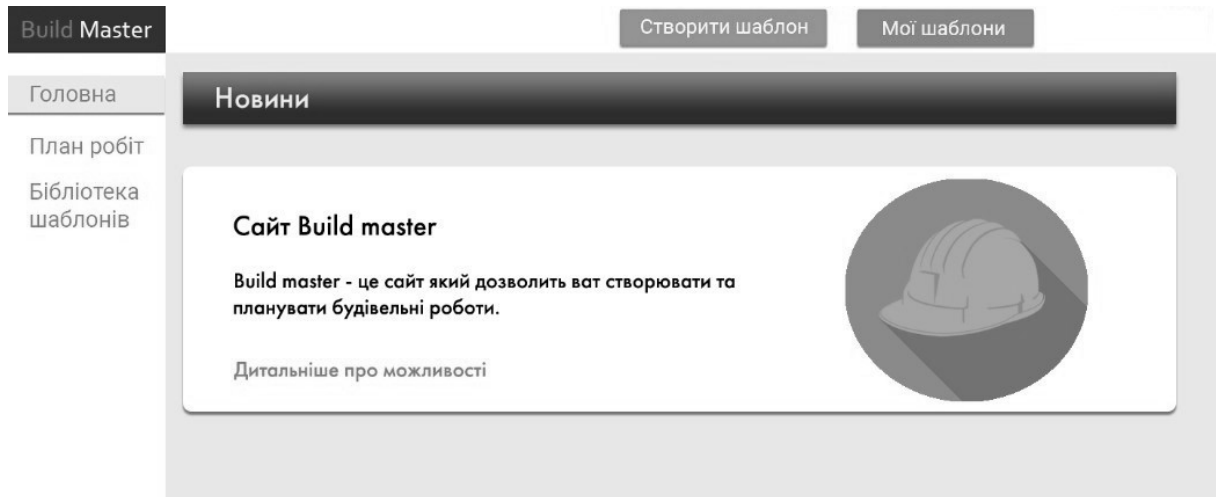 Build Master
Створити шаблон
Мої шаблони
Головна
План робіт
Бібліотека
шаблонів
Новини
Сайт Build master
Build master - це сайт який дозволить ват створювати та
планувати будівельні роботи.
Дитальніше про можливості